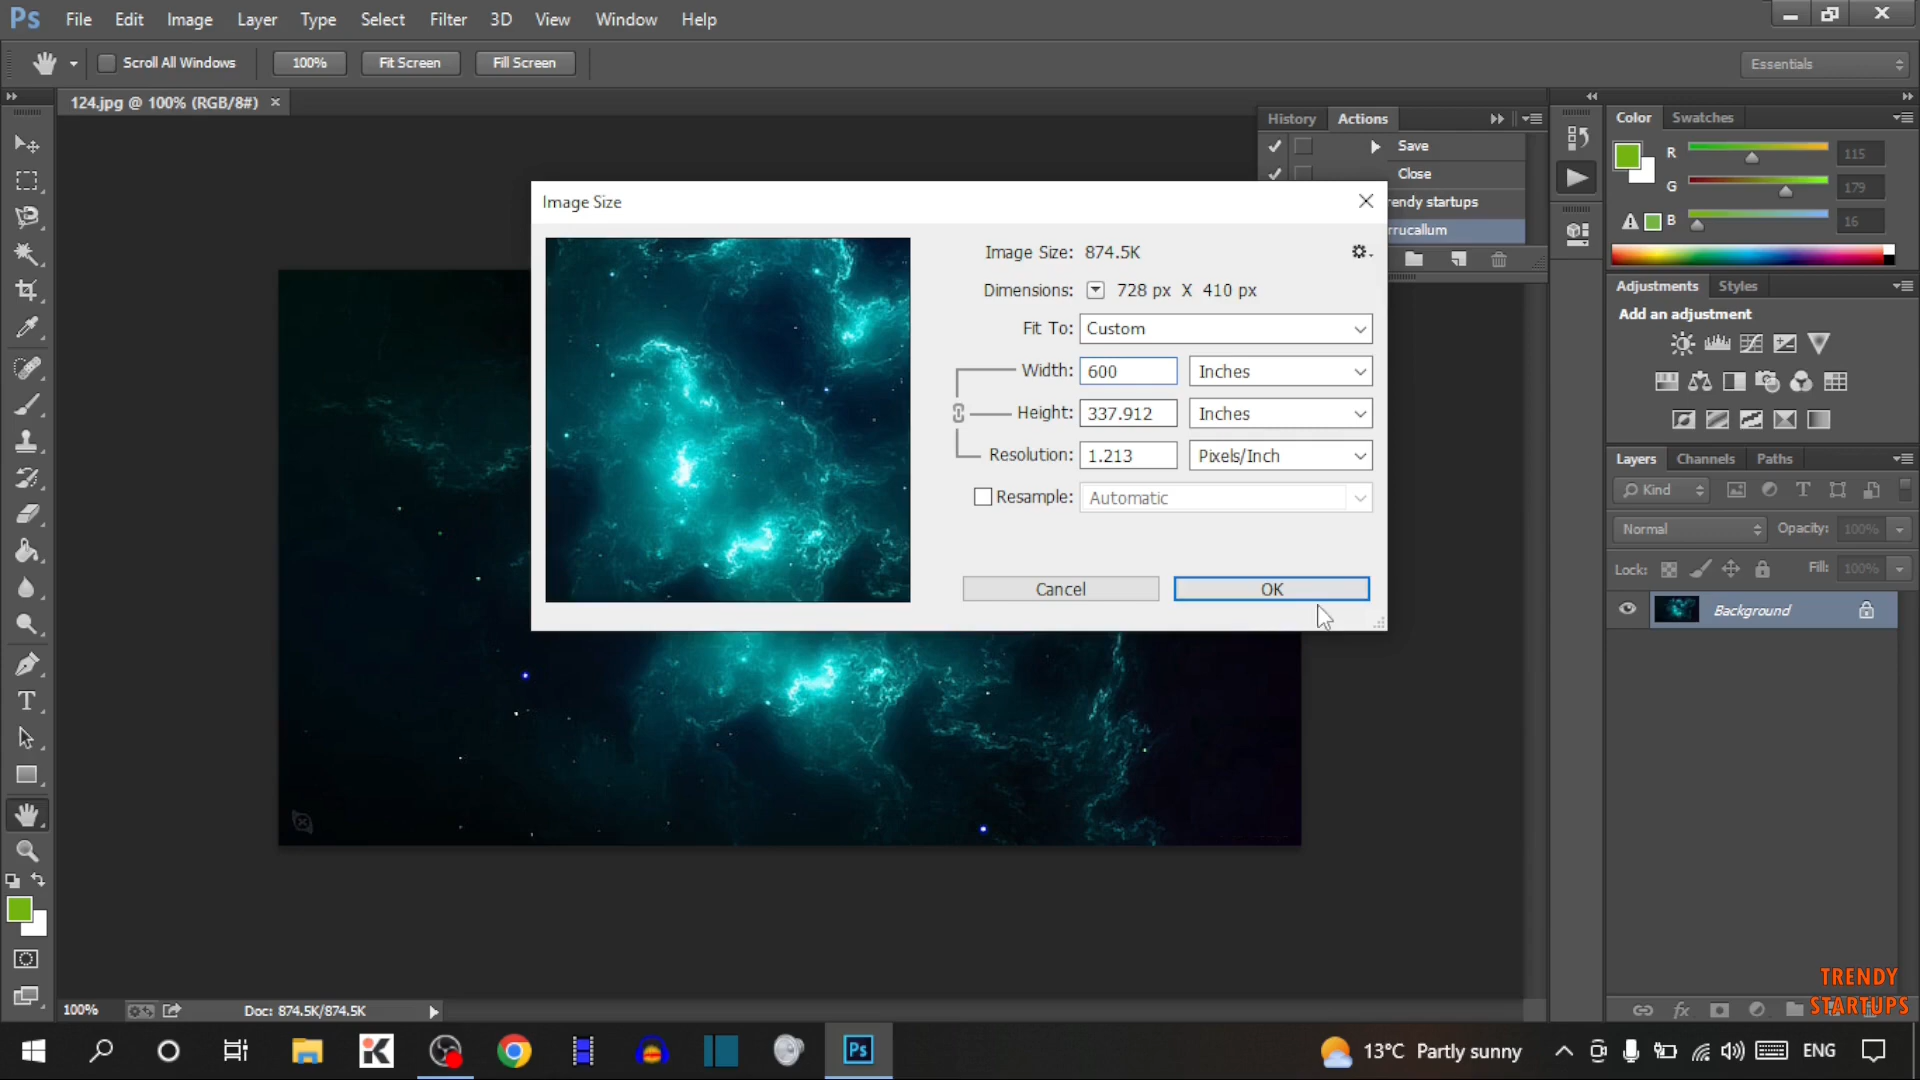 Ps File Edit Image Layer Type Select Filter 3D View Window Help
Scroll All Windows 100% Fit Screen Fill Screen Essentials
124.jpg @ 100% (RGB/8#)
History Actions
Save
Close
rendy startups
rrucallum
Color Swatches
R 115
G 179
B 16
Image Size
Image Size: 874.5K
Dimensions: 728 px X 410 px
Fit To: Custom
Width: 600 Inches
Height: 337.912 Inches
Resolution: 1.213 Pixels/Inch
Resample: Automatic
Cancel OK
Adjustments Styles
Add an adjustment
Layers Channels Paths
Kind
Normal Opacity: 100%
Lock: Fill: 100%
Background
TRENDY
STARTUPS
100% Doc: 874.5K/874.5K
Ps 13°C Partly sunny ENG